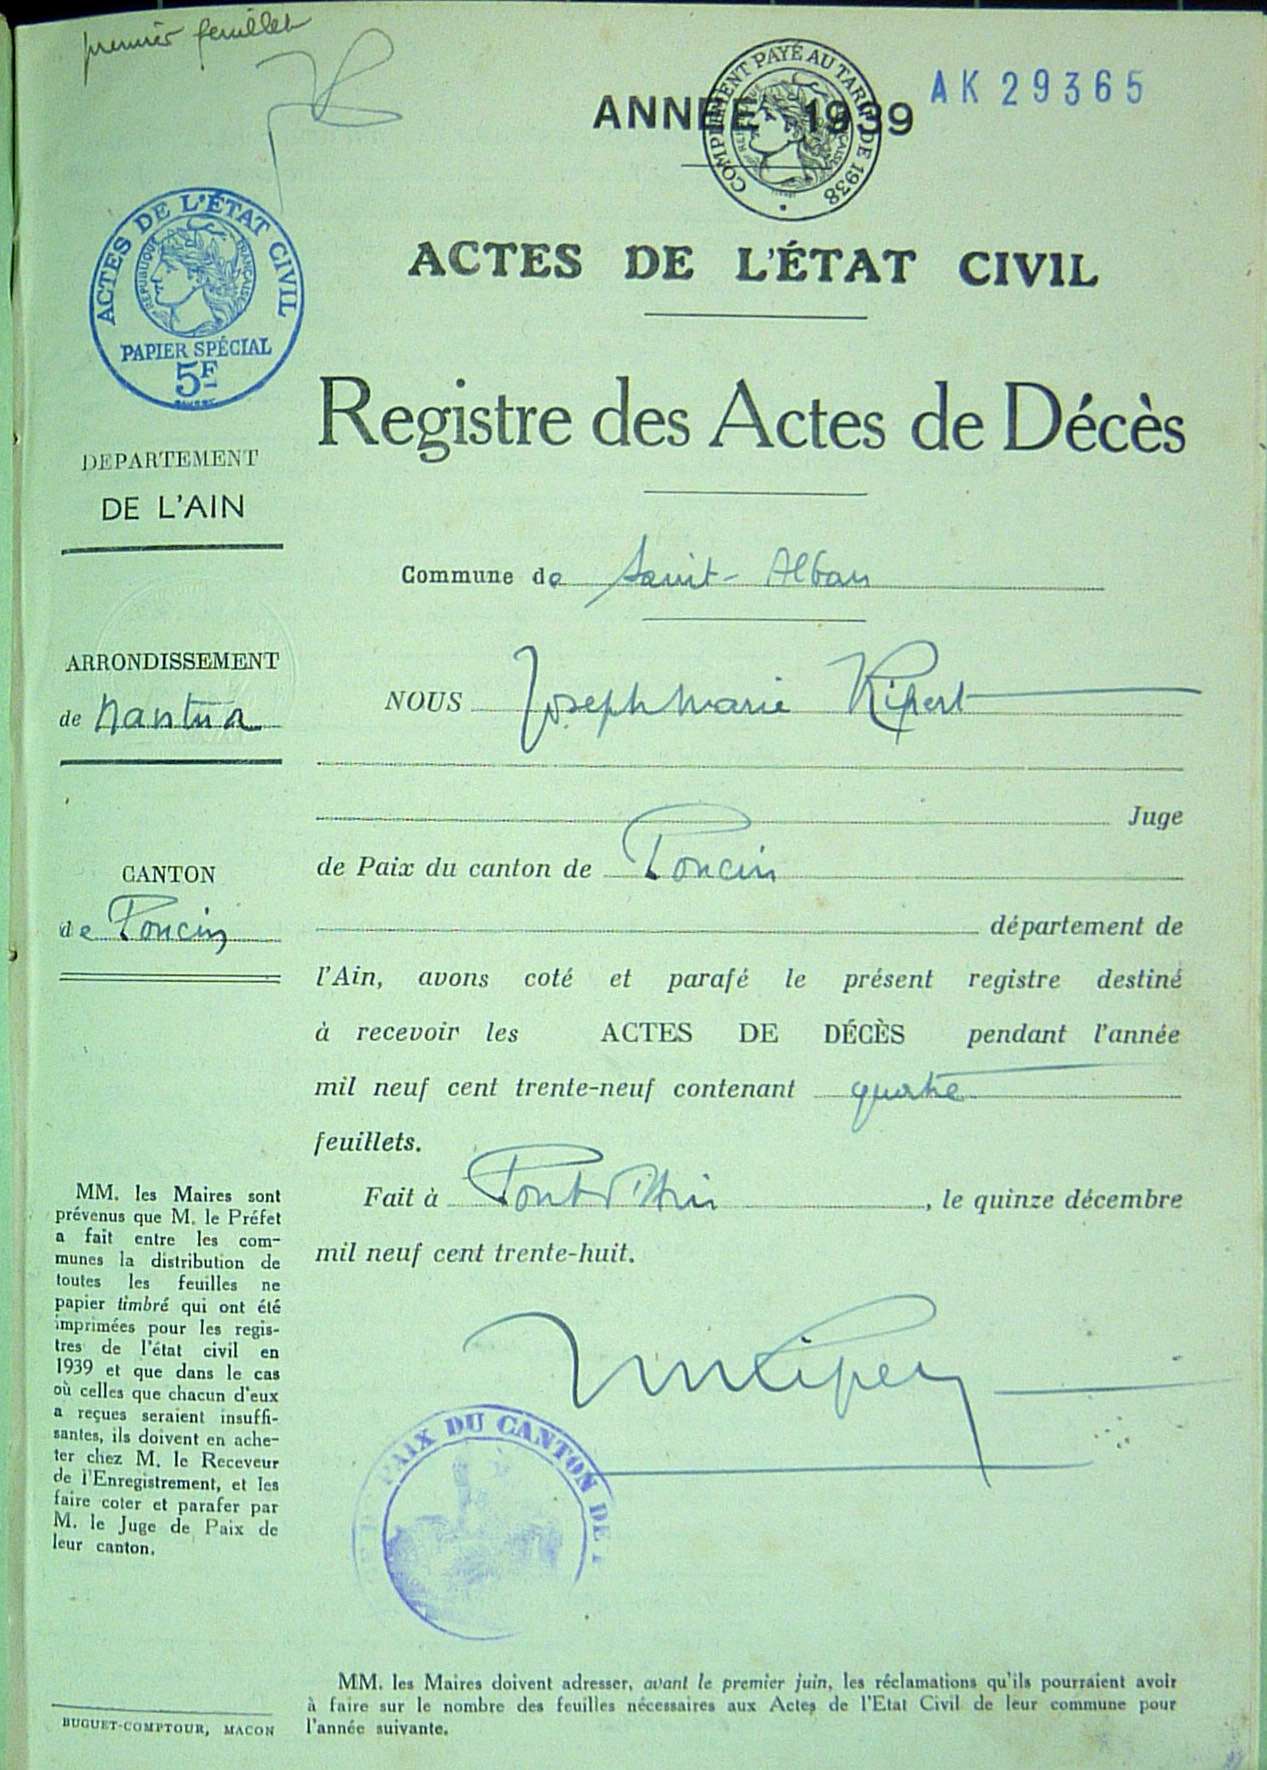 premier feuillet
ANNÉE 1939
COMPLEMENT PAYÉ AU TARIF DE 1938
AK 29365
ACTES DE L'ÉTAT CIVIL
RÉPUBLIQUE FRANÇAISE
PAPIER SPÉCIAL
5F
ACTES DE L'ÉTAT CIVIL
Registre des Actes de Décès
DEPARTEMENT
DE L'AIN
Commune de Saint-Alban
ARRONDISSEMENT
de Nantua
NOUS Joseph Marie Ripert
Juge
de Paix du canton de Poncin
CANTON
de Poncin
département de
l'Ain, avons coté et parafé le présent registre destiné
à recevoir les ACTES DE DÉCÈS pendant l'année
mil neuf cent trente-neuf contenant quatre
feuillets.
Fait à Pont d'Ain, le quinze décembre
mil neuf cent trente-huit.
MM. les Maires sont
prévenus que M. le Préfet
a fait entre les com-
munes la distribution de
toutes les feuilles ne
papier timbré qui ont été
imprimées pour les regis-
tres de l'état civil en
1939 et que dans le cas
où celles que chacun d'eux
a reçues seraient insuffi-
santes, ils doivent en ache-
ter chez M. le Receveur
de l'Enregistrement, et les
faire coter et parafer par
M. le Juge de Paix de
leur canton.
PAIX DU CANTON DE
MM. les Maires doivent adresser, avant le premier juin, les réclamations qu'ils pourraient avoir
à faire sur le nombre des feuilles nécessaires aux Actes de l'Etat Civil de leur commune pour
l'année suivante.
BUGUET-COMPTOUR, MACON